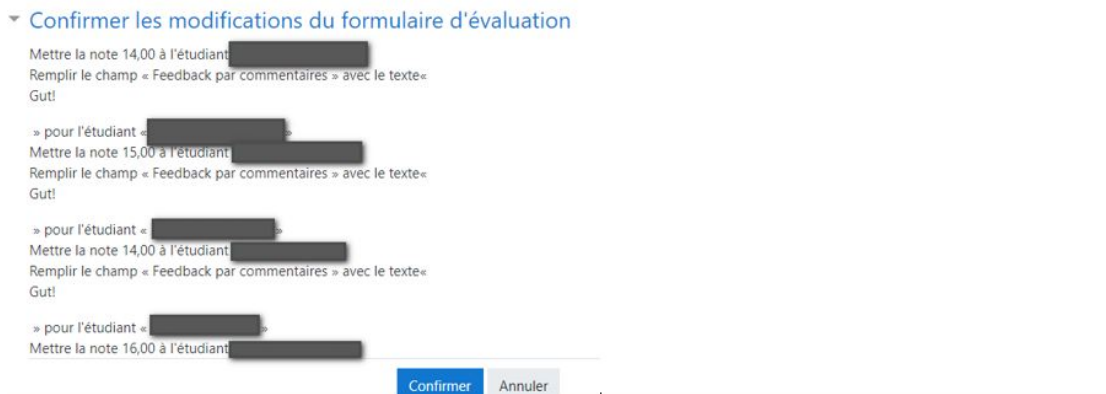 Confirmer les modifications du formulaire d'évaluation
Mettre la note 14,00 à l'étudiant
Remplir le champ « Feedback par commentaires » avec le texte«
Gut!
» pour l'étudiant « »
Mettre la note 15,00 à l'étudiant
Remplir le champ « Feedback par commentaires » avec le texte«
Gut!
» pour l'étudiant « »
Mettre la note 14,00 à l'étudiant
Remplir le champ « Feedback par commentaires » avec le texte«
Gut!
» pour l'étudiant « »
Mettre la note 16,00 à l'étudiant
Confirmer Annuler